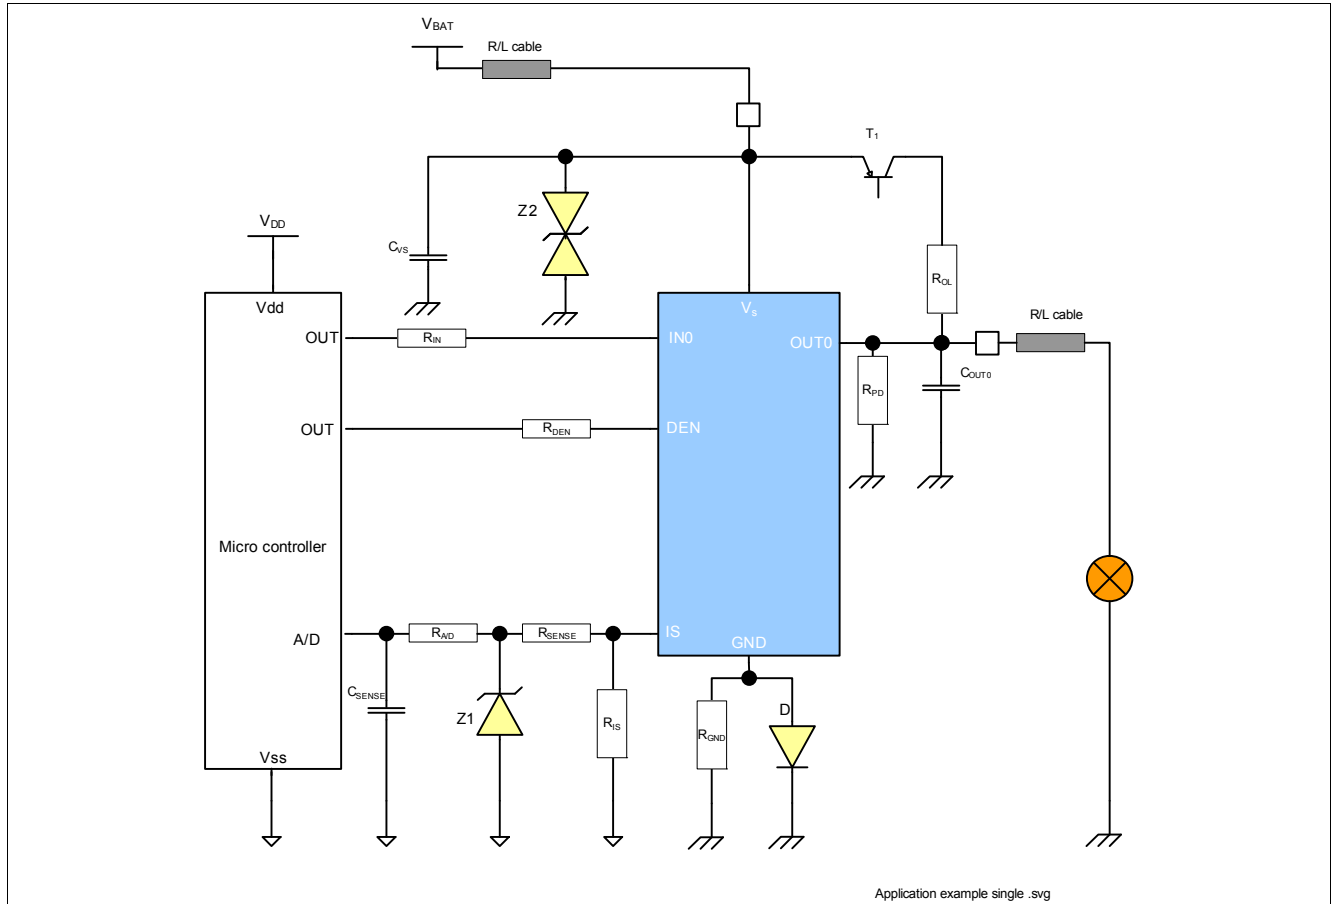 VBAT
R/L cable
T1
Z2
VDD
CVS
ROL
Vdd
Vs
R/L cable
OUT
RIN
IN0
OUT0
COUT0
RPD
OUT
RDEN
DEN
Micro controller
A/D
RA/D
RSENSE
IS
GND
CSENSE
Z1
RIS
D
RGND
Vss
Application example single .svg